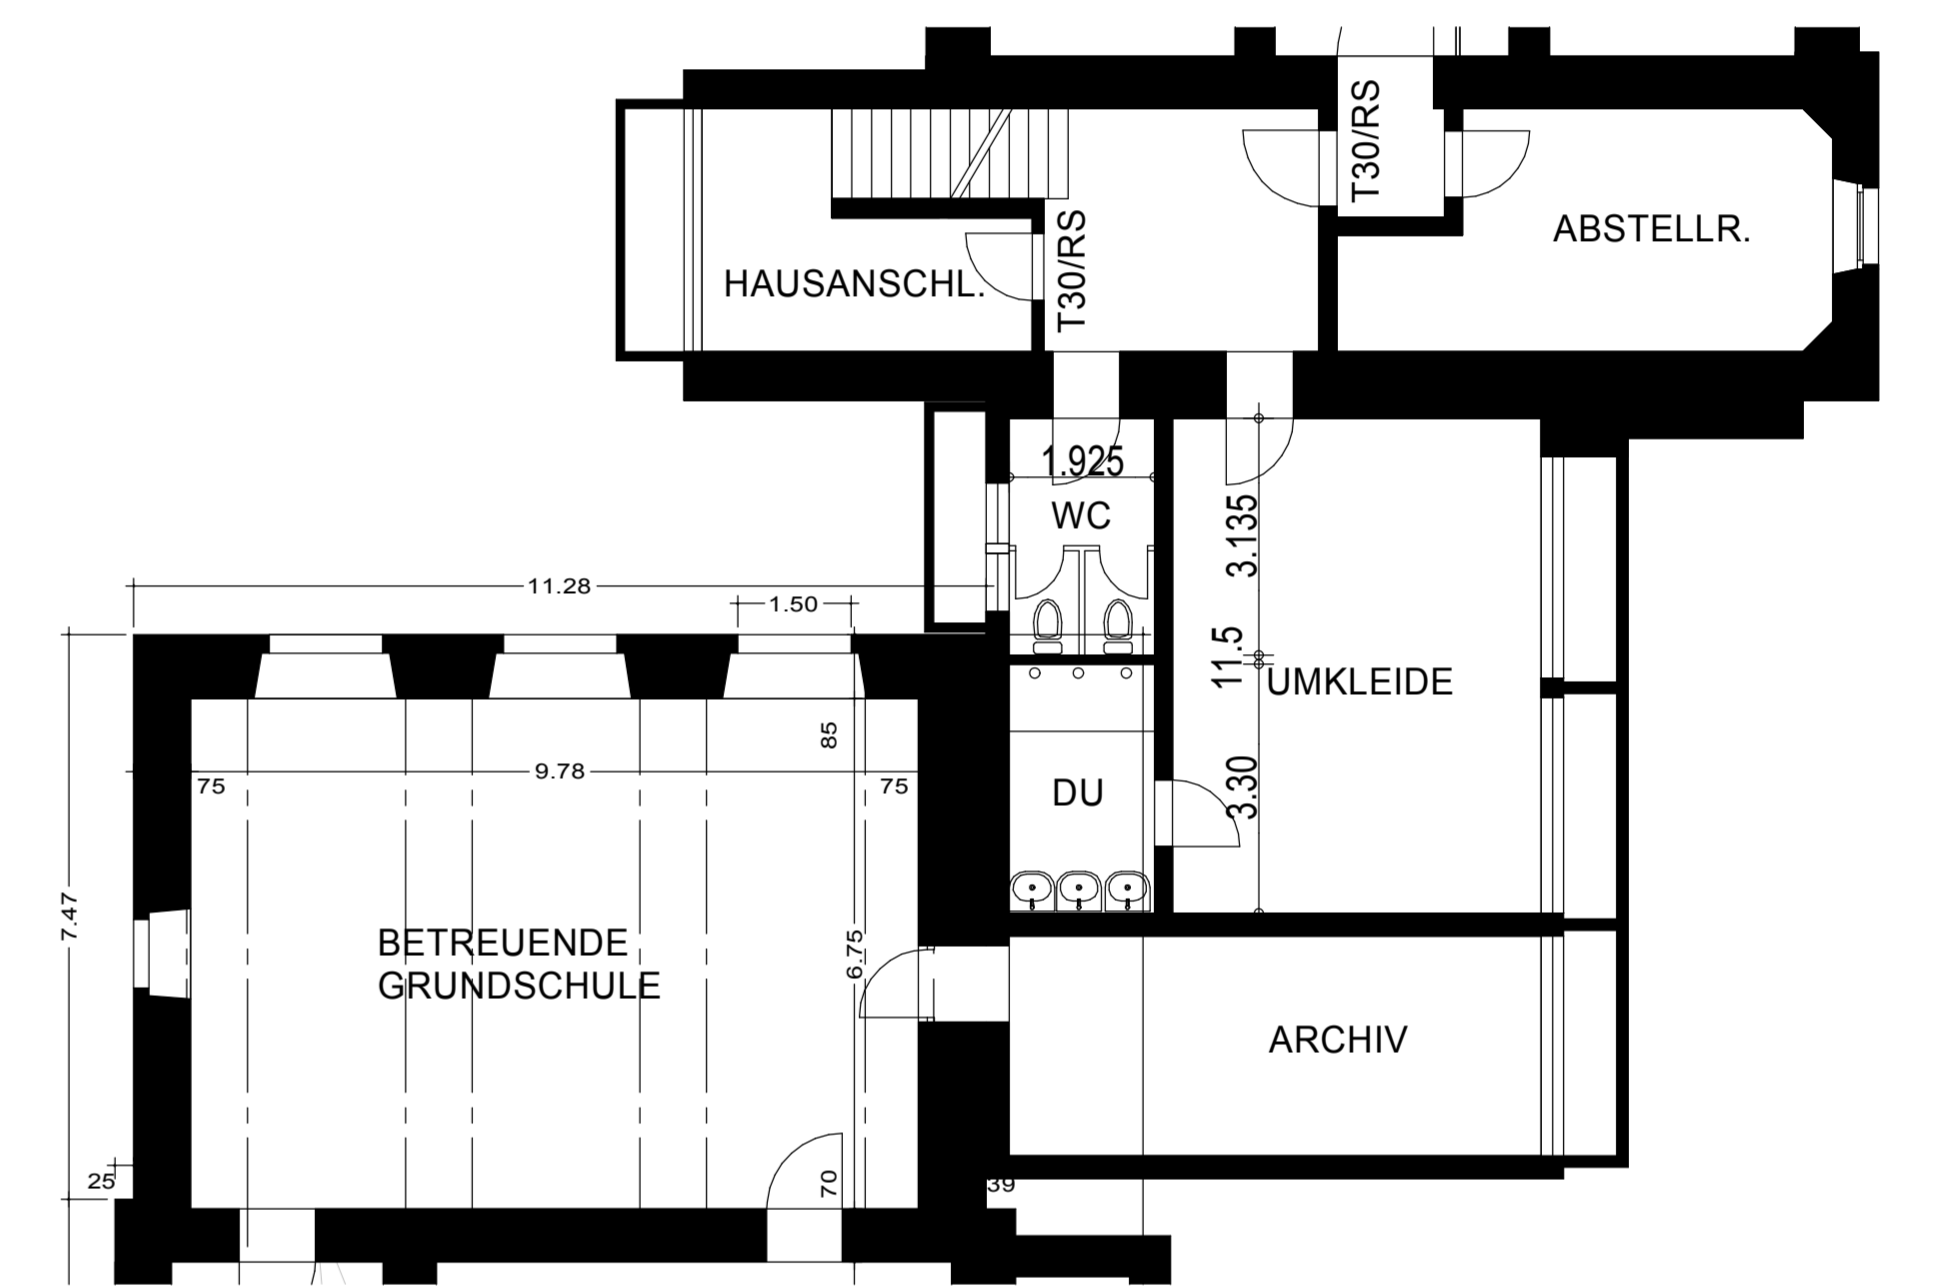 T30/RS
T30/RS
ABSTELLR.
HAUSANSCHL.
1.925
WC
3.135
11.28
1.50
11.5
UMKLEIDE
85
9.78
75
75
3.30
DU
7.47
6.75
BETREUENDE
GRUNDSCHULE
ARCHIV
25
70
39